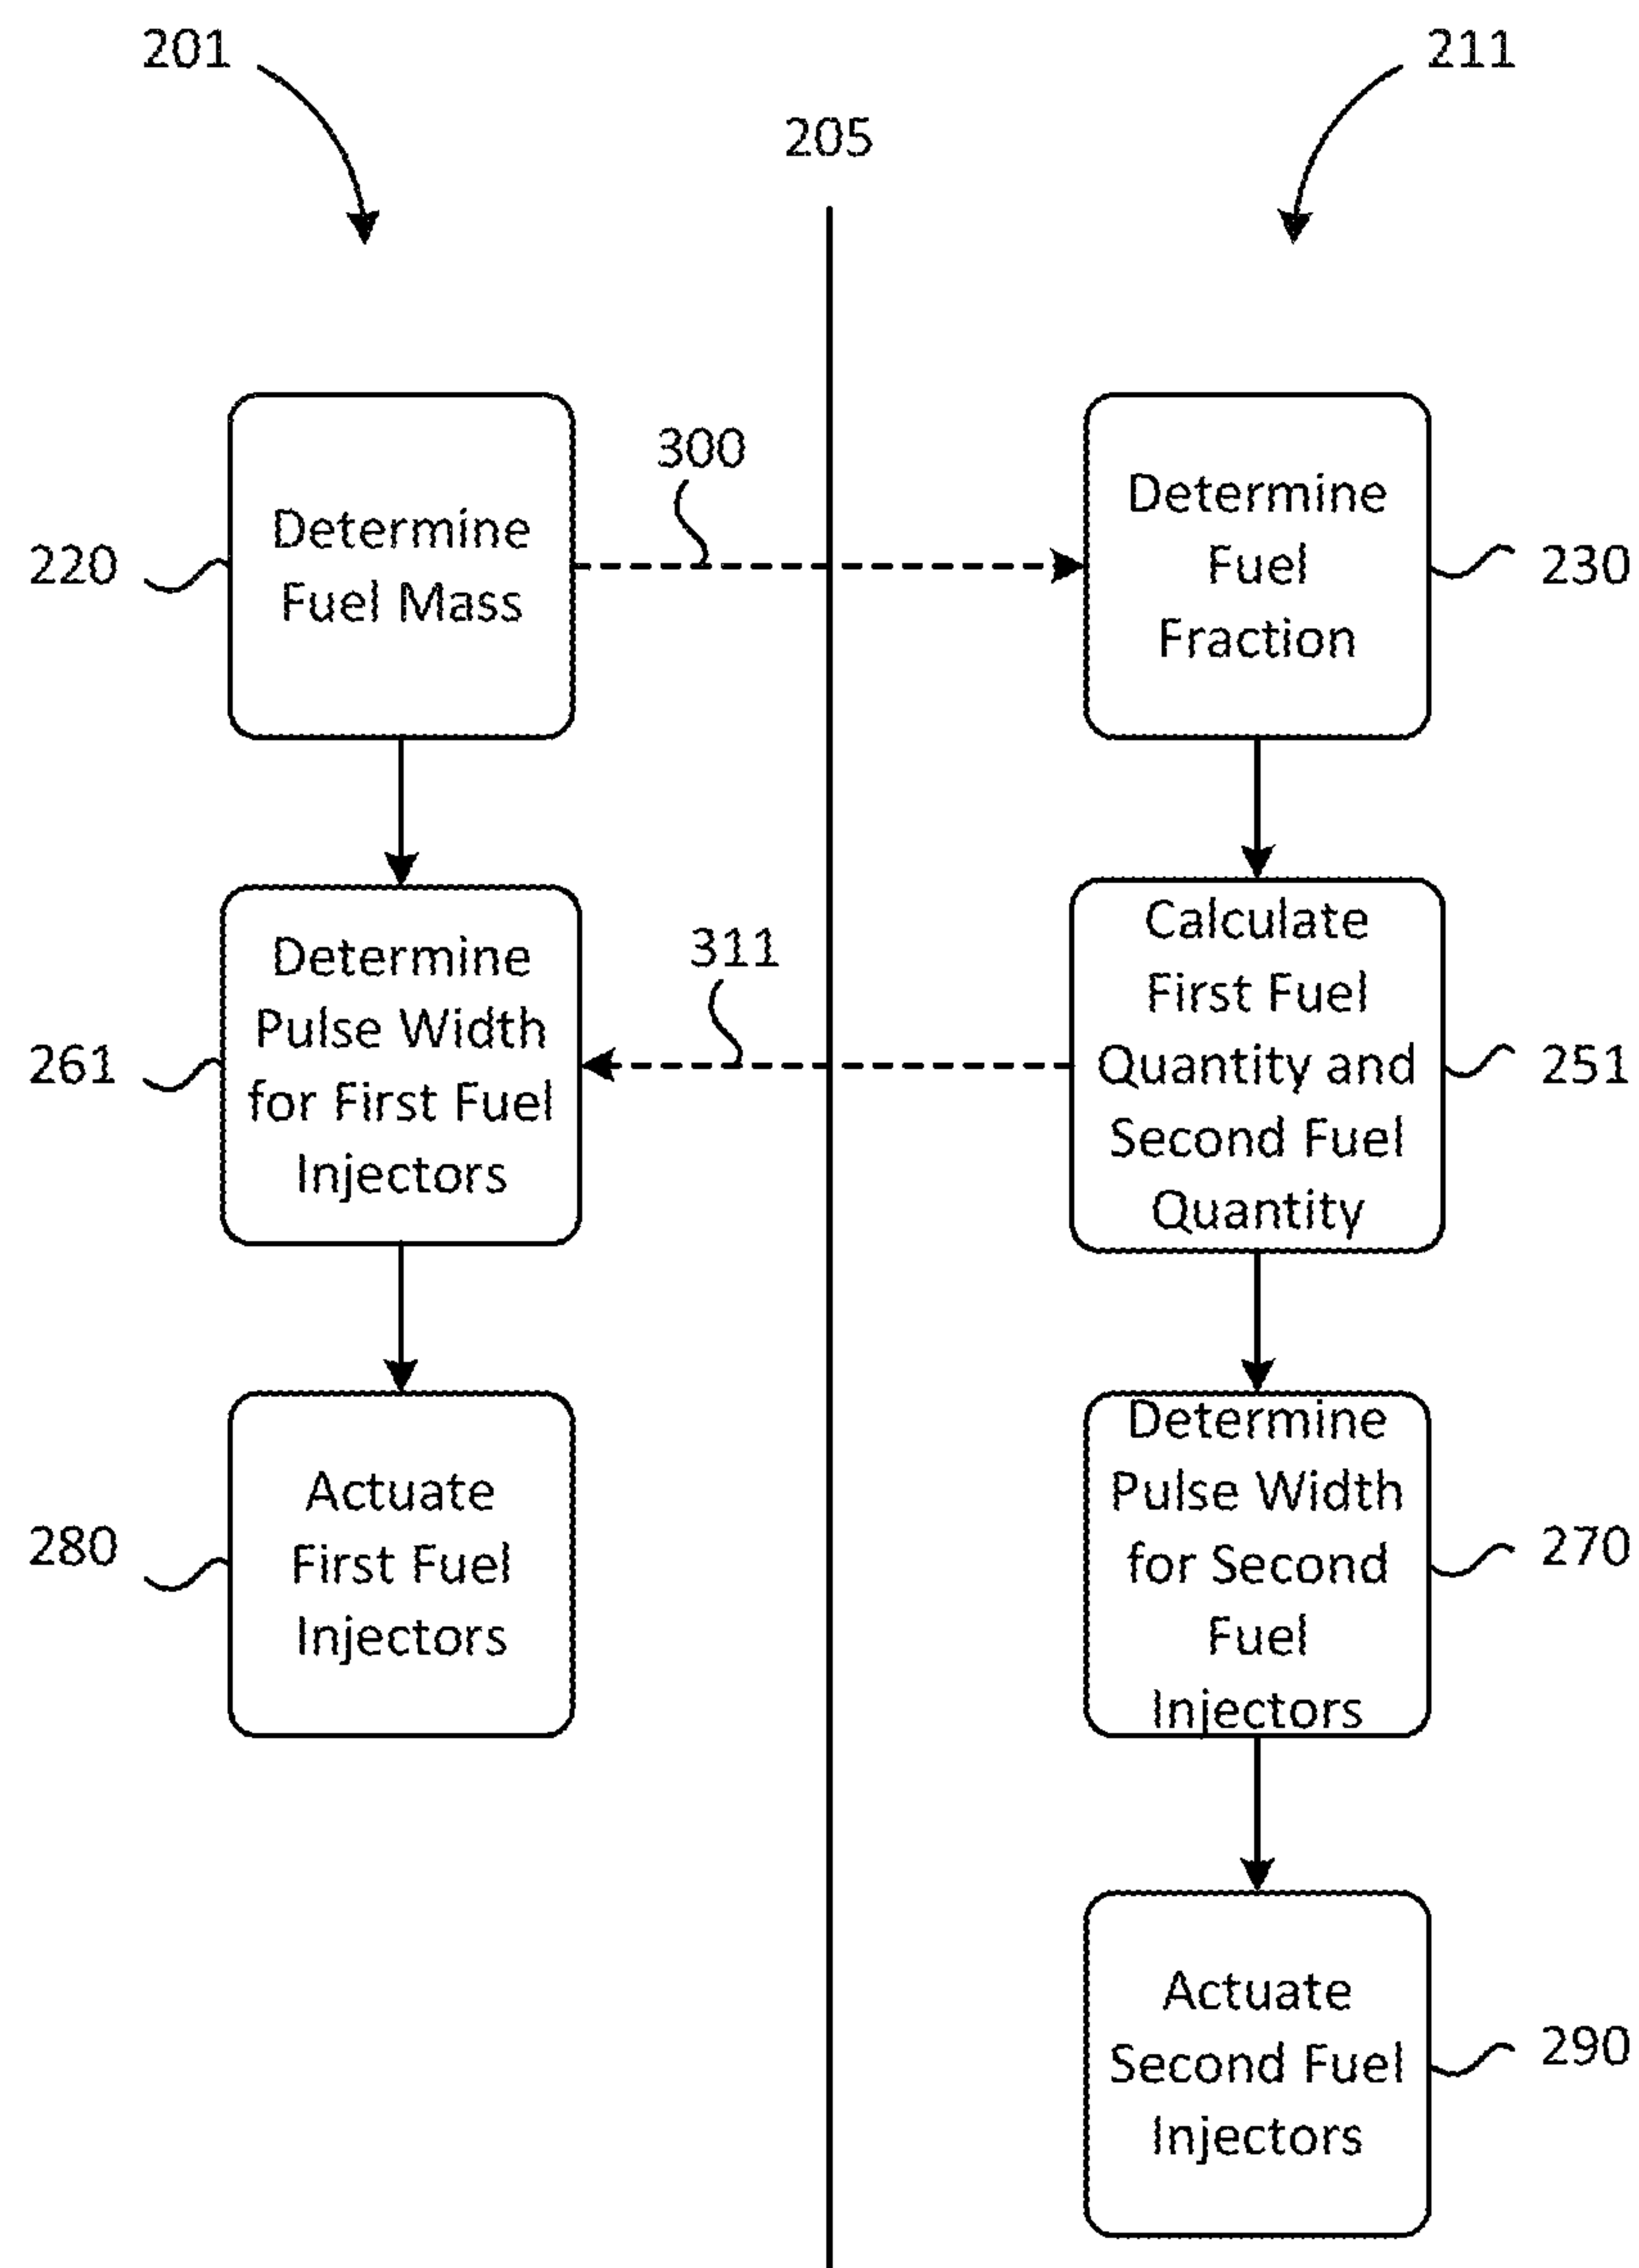 201
211
205
Determine
Fuel Mass
220
300
Determine
Fuel
Fraction
230
Determine
Pulse Width
for First Fuel
Injectors
261
311
Calculate
First Fuel
Quantity and
Second Fuel
Quantity
251
Actuate
First Fuel
Injectors
280
Determine
Pulse Width
for Second
Fuel
Injectors
270
Actuate
Second Fuel
Injectors
290